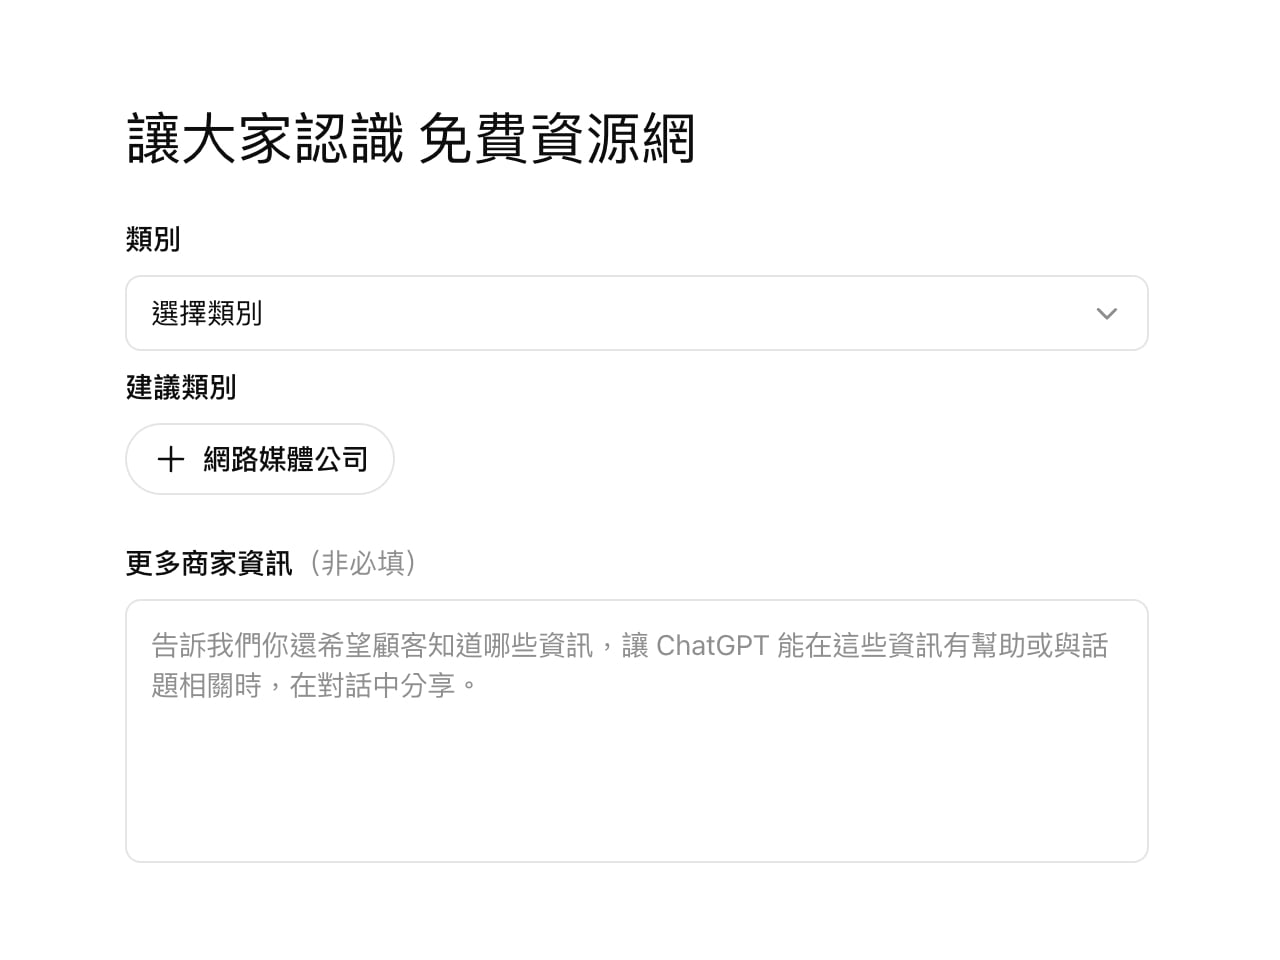 讓大家認識 免費資源網
類別
選擇類別
建議類別
網路媒體公司
更多商家資訊（非必填）
告訴我們你還希望顧客知道哪些資訊，讓 ChatGPT 能在這些資訊有幫助或與話
題相關時，在對話中分享。